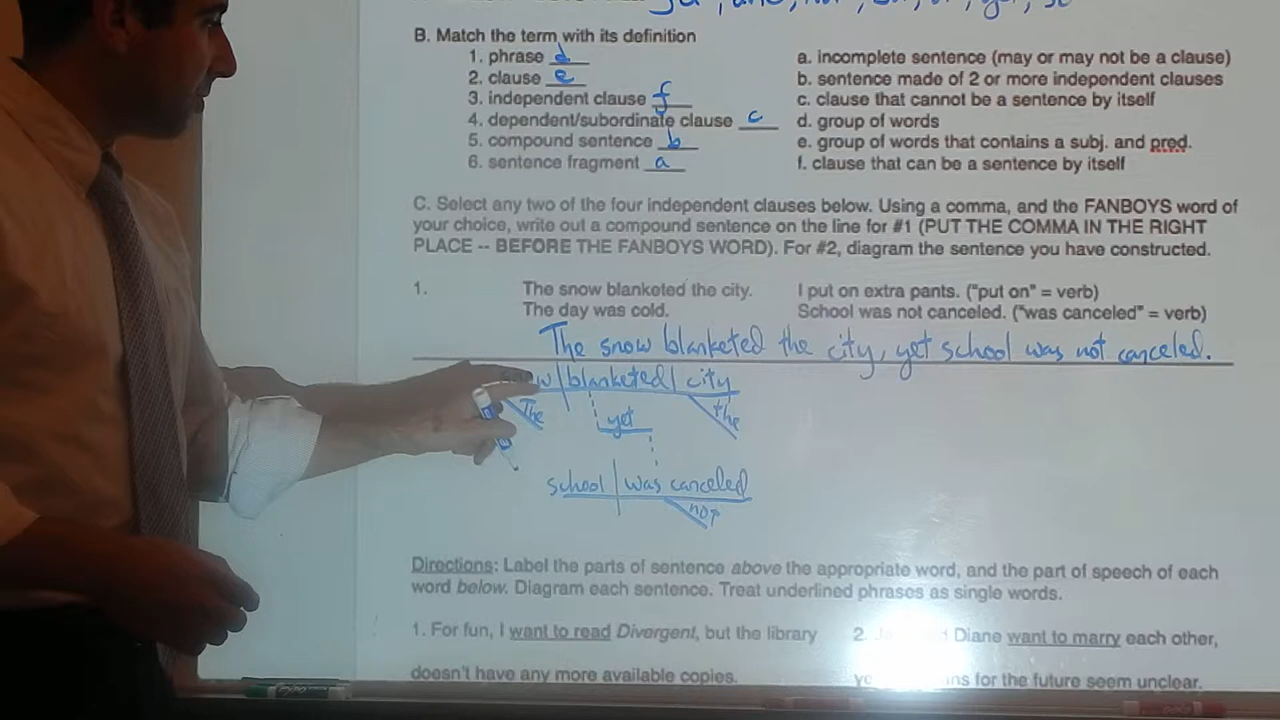 B. Match the term with its definition
1. phrase d
2. clause e
3. independent clause f
4. dependent/subordinate clause c
5. compound sentence b
6. sentence fragment a
a. incomplete sentence (may or may not be a clause)
b. sentence made of 2 or more independent clauses
c. clause that cannot be a sentence by itself
d. group of words
e. group of words that contains a subj. and pred.
f. clause that can be a sentence by itself
C. Select any two of the four independent clauses below. Using a comma, and the FANBOYS word of
your choice, write out a compound sentence on the line for #1 (PUT THE COMMA IN THE RIGHT
PLACE -- BEFORE THE FANBOYS WORD). For #2, diagram the sentence you have constructed.
1. The snow blanketed the city. I put on extra pants. ("put on" = verb)
The day was cold. School was not canceled. ("was canceled" = verb)
The snow blanketed the city, yet school was not canceled.
blanketed city
The yet the
school was canceled
not
Directions: Label the parts of sentence above the appropriate word, and the part of speech of each
word below. Diagram each sentence. Treat underlined phrases as single words.
1. For fun, I want to read Divergent, but the library
doesn't have any more available copies.
2. Diane want to marry each other,
for the future seem unclear.